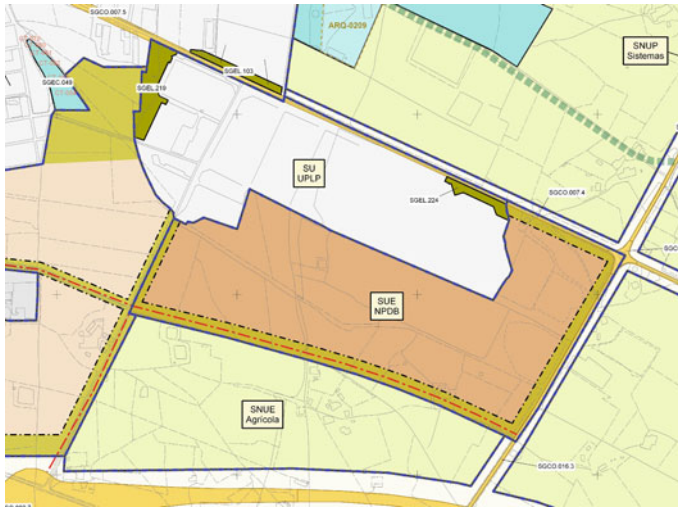 SGCO.007.5
ARQ-0209
SNUP
Sistemas
SGEC.049
SGEL.219
SGEL.103
SU
UPLP
SGEL.224
SGCO.007.4
SUE
NPDB
SNUE
Agrícola
SGCO.016.3